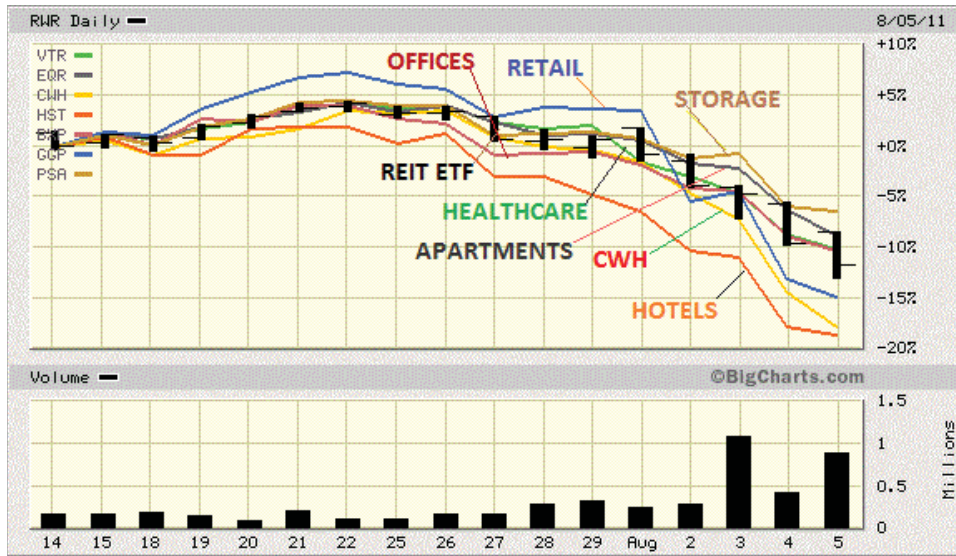 RWR Daily 8/05/11
VTR
EQR
CWH
HST
BXP
GGP
PSA
+10%
+5%
+0%
-5%
-10%
-15%
-20%
OFFICES
RETAIL
STORAGE
REIT ETF
HEALTHCARE
APARTMENTS
CWH
HOTELS
Volume ©BigCharts.com
1.5
1
0.5
0
Millions
14 15 18 19 20 21 22 25 26 27 28 29 Aug 2 3 4 5